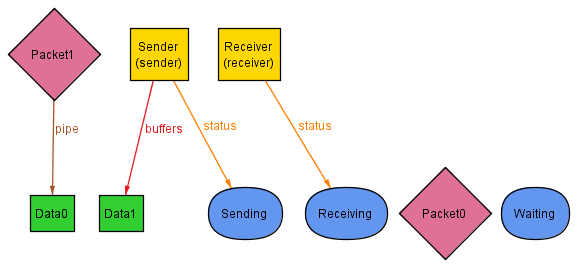 Packet1
Sender
(sender)
Receiver
(receiver)
pipe
buffers
status
status
Data0
Data1
Sending
Receiving
Packet0
Waiting